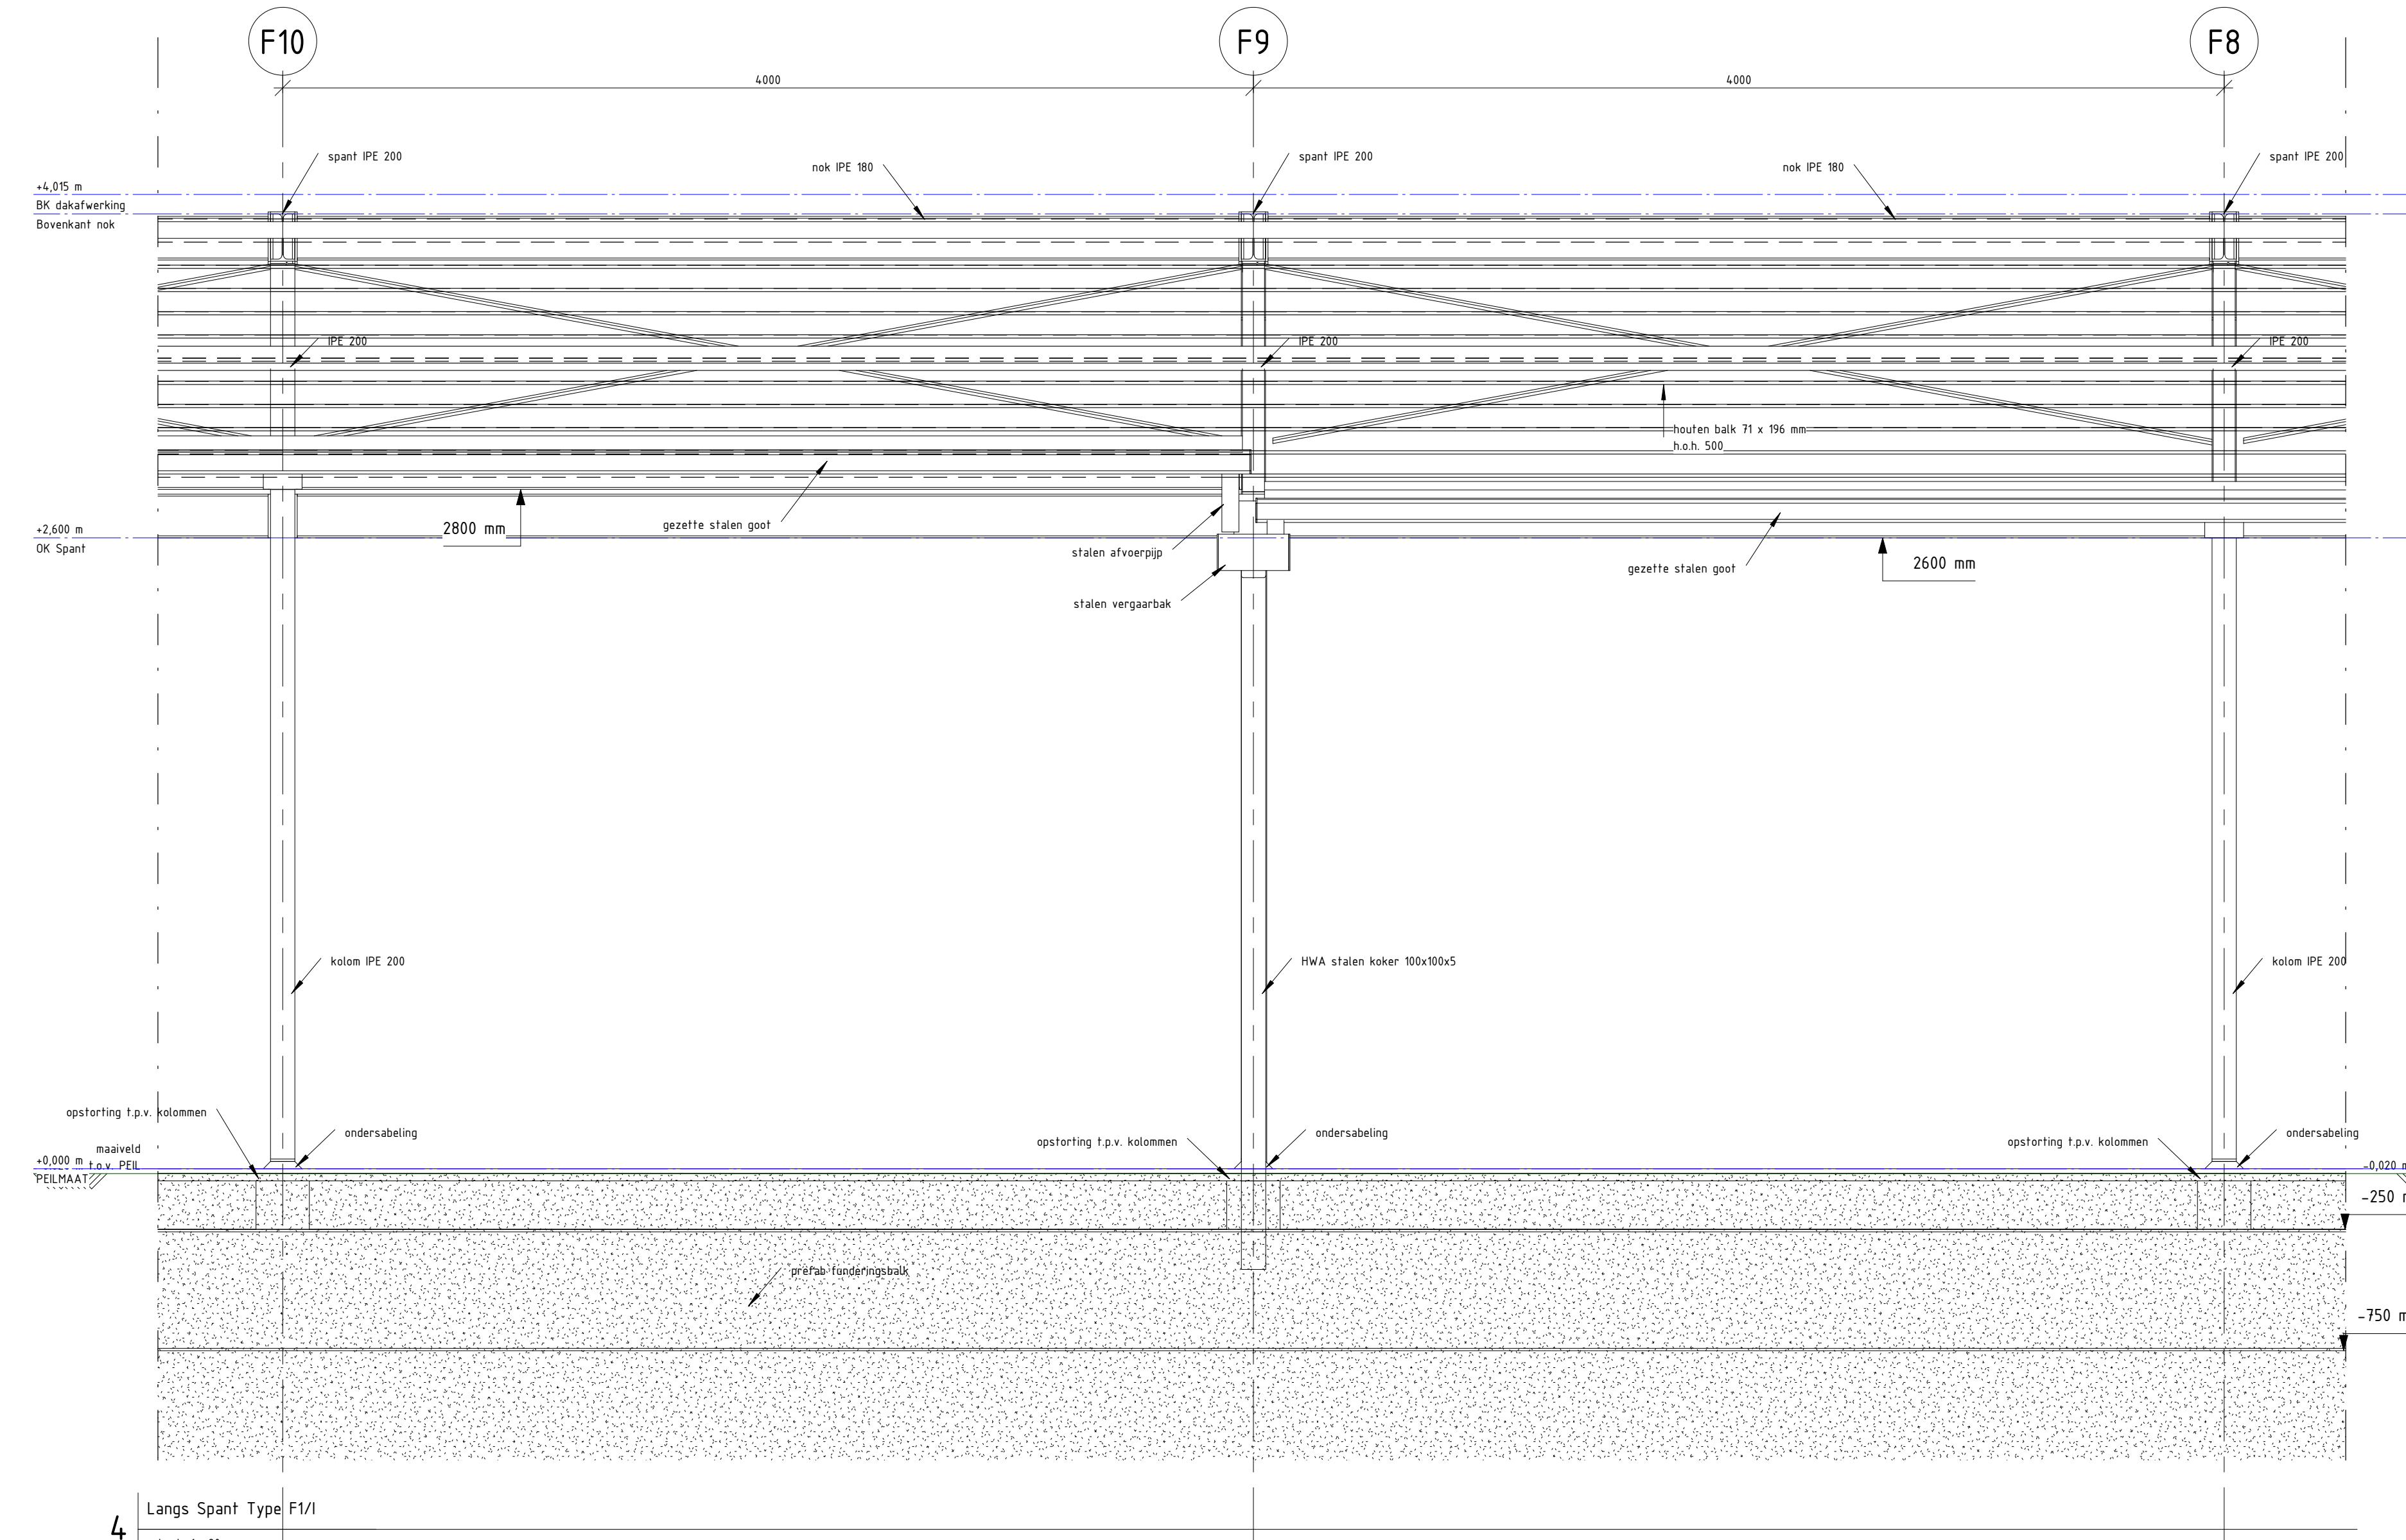 F10
F9
F8
4000
4000
spant IPE 200
nok IPE 180
spant IPE 200
nok IPE 180
spant IPE 200
+4,015 m
BK dakafwerking
Bovenkant nok
IPE 200
IPE 200
IPE 200
houten balk 71 x 196 mm
h.o.h. 500
+2,600 m
OK Spant
2800 mm
gezette stalen goot
stalen afvoerpijp
stalen vergaarbak
gezette stalen goot
2600 mm
kolom IPE 200
HWA stalen koker 100x100x5
kolom IPE 200
opstorting t.p.v. kolommen
ondersabeling
opstorting t.p.v. kolommen
ondersabeling
opstorting t.p.v. kolommen
ondersabeling
maaiveld
+0,000 m
t.o.v. PEIL
PEILMAAT
-0,020 m
-250
prefab funderingsbalk
-750
4
Langs Spant Type F1/I